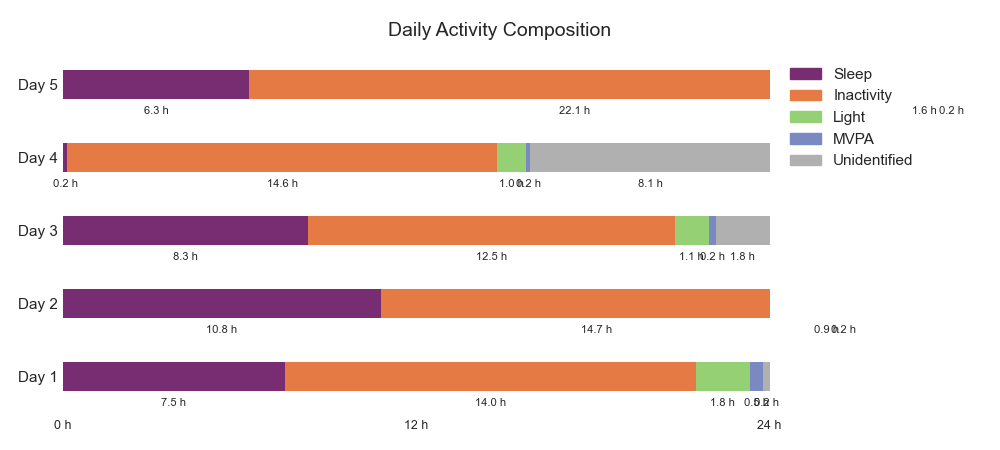 Daily Activity Composition
Day 5
6.3 h 22.1 h 1.6 h 0.2 h
Day 4
0.2 h 14.6 h 1.0 h 0.2 h 8.1 h
Day 3
8.3 h 12.5 h 1.1 h 0.2 h 1.8 h
Day 2
10.8 h 14.7 h 0.9 h 0.2 h
Day 1
7.5 h 14.0 h 1.8 h 0.5 h 0.2 h
0 h 12 h 24 h
Sleep
Inactivity
Light
MVPA
Unidentified